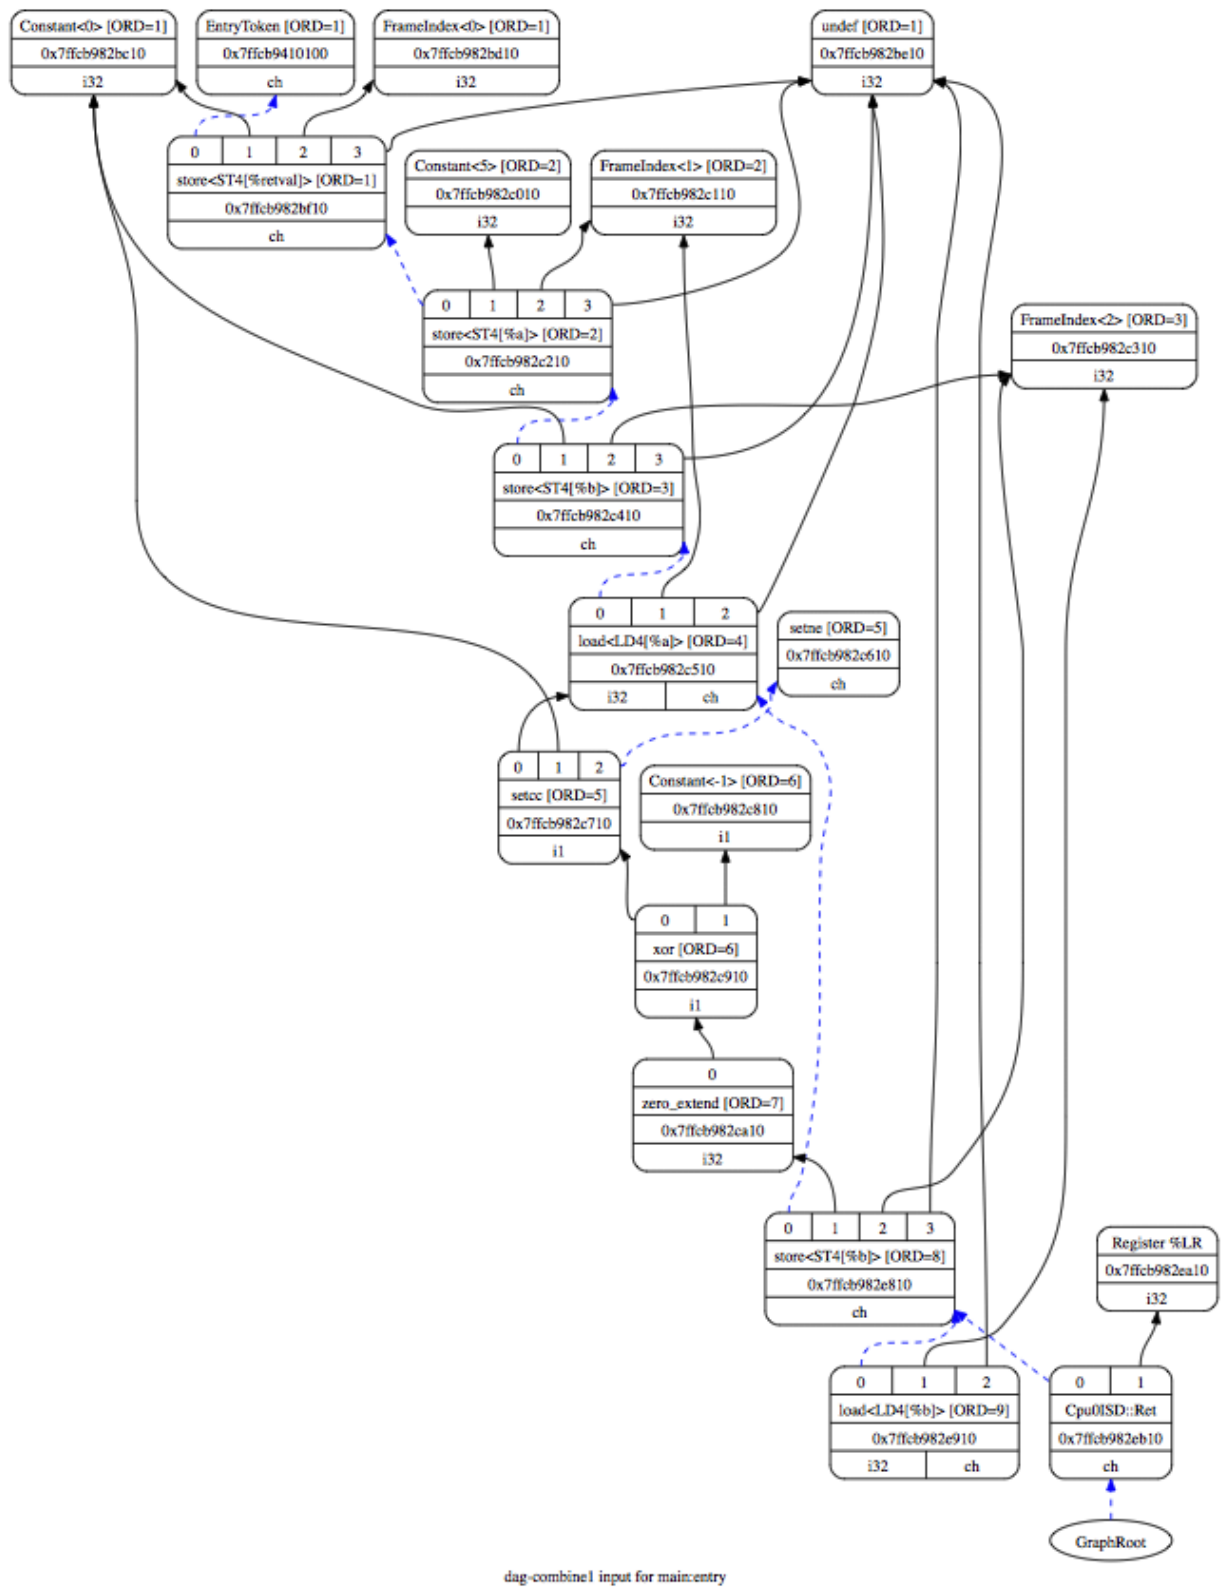 Constant<0> [ORD=1]
0x7ffcb982bc10
i32
EntryToken [ORD=1]
0x7ffcb9410100
ch
FrameIndex<0> [ORD=1]
0x7ffcb982bd10
i32
undef [ORD=1]
0x7ffcb982be10
i32
0 1 2 3
store<ST4[%retval]> [ORD=1]
0x7ffcb982bf10
ch
Constant<5> [ORD=2]
0x7ffcb982c010
i32
FrameIndex<1> [ORD=2]
0x7ffcb982c110
i32
0 1 2 3
store<ST4[%a]> [ORD=2]
0x7ffcb982c210
ch
FrameIndex<2> [ORD=3]
0x7ffcb982c310
i32
0 1 2 3
store<ST4[%b]> [ORD=3]
0x7ffcb982c410
ch
0 1 2
load<LD4[%a]> [ORD=4]
0x7ffcb982c510
i32 ch
setne [ORD=5]
0x7ffcb982c610
ch
0 1 2
setcc [ORD=5]
0x7ffcb982c710
i1
Constant<-1> [ORD=6]
0x7ffcb982c810
i1
0 1
xor [ORD=6]
0x7ffcb982c910
i1
0
zero_extend [ORD=7]
0x7ffcb982ca10
i32
0 1 2 3
store<ST4[%b]> [ORD=8]
0x7ffcb982e810
ch
Register %LR
0x7ffcb982ea10
i32
0 1 2
load<LD4[%b]> [ORD=9]
0x7ffcb982e910
i32 ch
0 1
Cpu0ISD::Ret
0x7ffcb982eb10
ch
GraphRoot
dag-combine1 input for main:entry